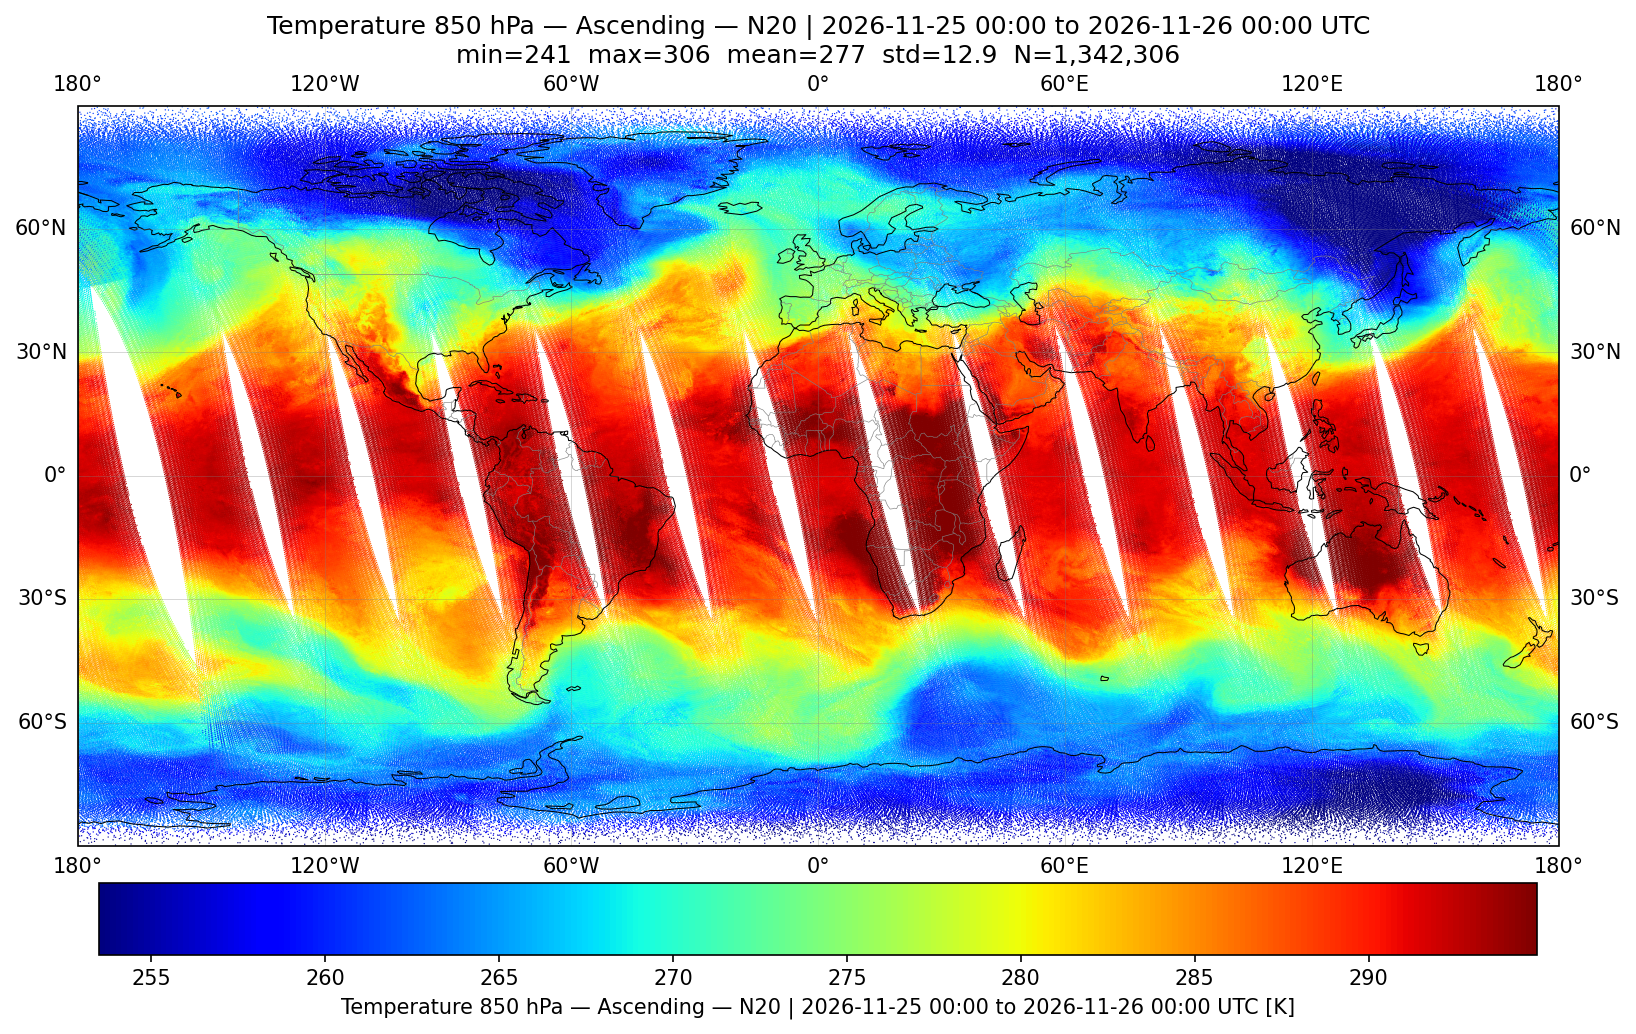 Temperature 850 hPa — Ascending — N20 | 2026-11-25 00:00 to 2026-11-26 00:00 UTC
min=241  max=306  mean=277  std=12.9  N=1,342,306
180° 120°W 60°W 0° 60°E 120°E 180°
60°N 60°N
30°N 30°N
0° 0°
30°S 30°S
60°S 60°S
180° 120°W 60°W 0° 60°E 120°E 180°
255 260 265 270 275 280 285 290
Temperature 850 hPa — Ascending — N20 | 2026-11-25 00:00 to 2026-11-26 00:00 UTC [K]